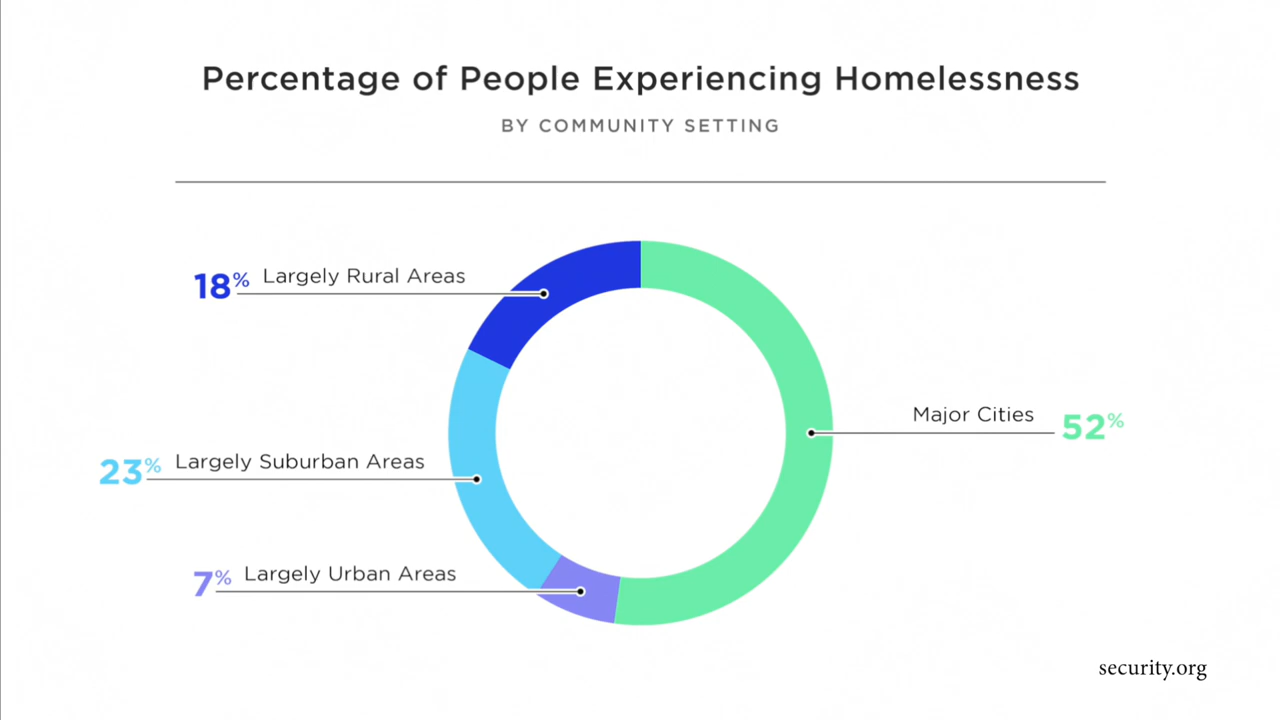 Percentage of People Experiencing Homelessness
BY COMMUNITY SETTING
18% Largely Rural Areas
Major Cities 52%
23% Largely Suburban Areas
7% Largely Urban Areas
security.org